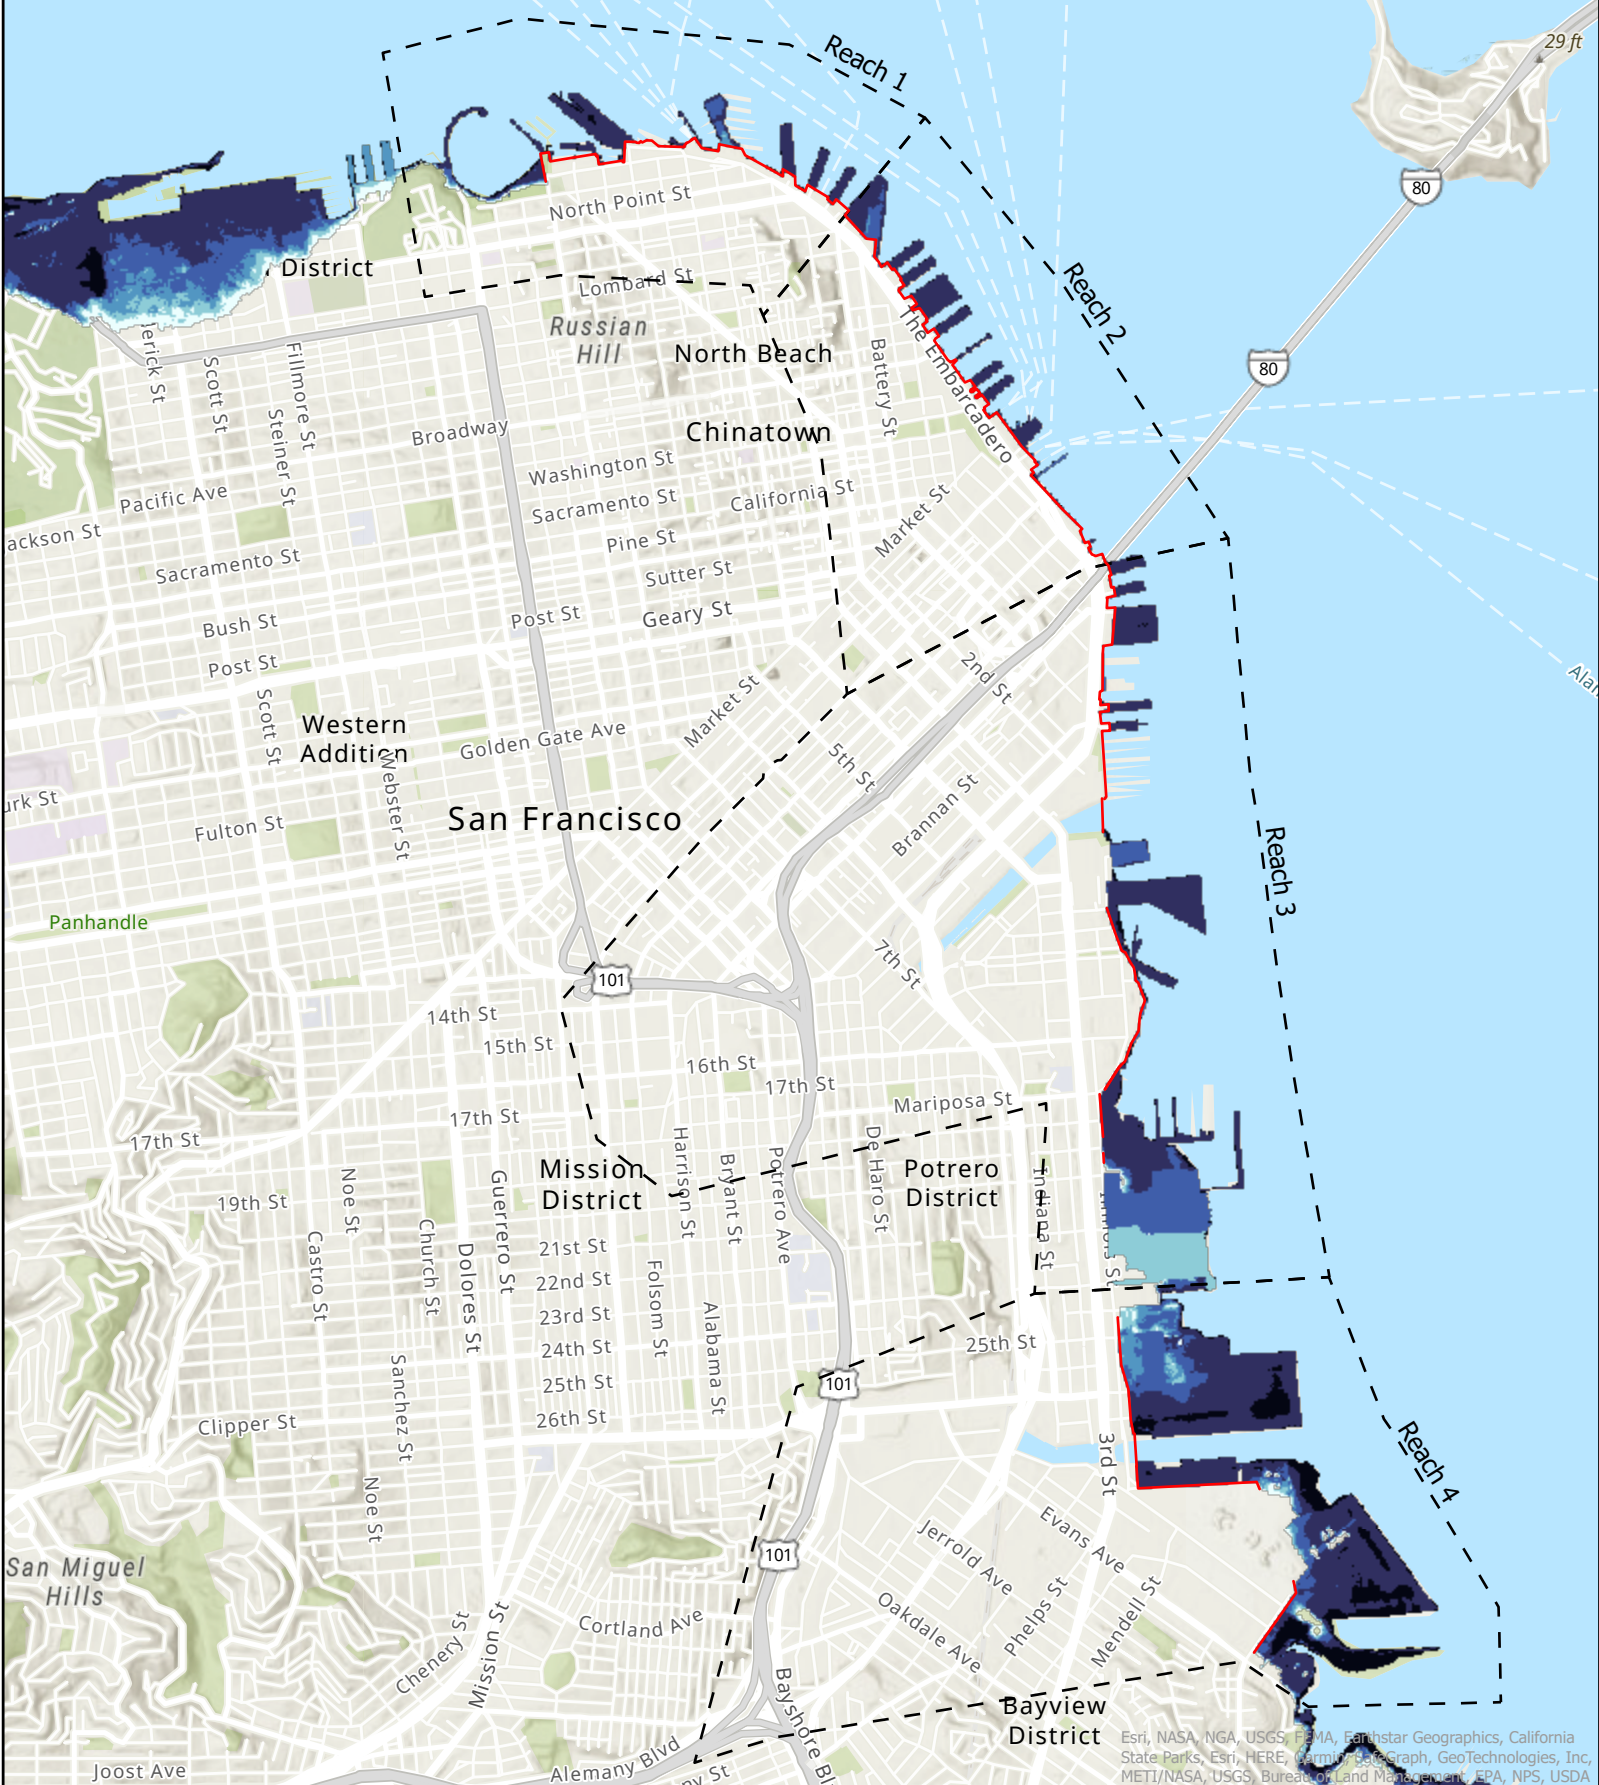 29 ft
Reach 1
80
North Point St
District
Lombard St
Reach 2
Russian
Hill
The Embarcadero
North Beach
80
Scott St
Fillmore St
Battery St
Steiner St
Broadway
Chinatown
Washington St
Pacific Ave
Sacramento St
California St
Market St
ackson St
Pine St
Sacramento St
Sutter St
Post St
Geary St
Bush St
Post St
2nd St
Scott St
Market St
Western
Addition
Golden Gate Ave
5th St
Webster St
Brannan St
San Francisco
Fulton St
Reach 3
Panhandle
7th St
101
14th St
15th St
16th St
17th St
Mariposa St
17th St
17th St
Harrison St
Bryant St
Potrero Ave
De Haro St
Mission
District
Potrero
District
Indiana St
Noe St
Guerrero St
19th St
Church St
Castro St
Dolores St
21st St
22nd St
Folsom St
23rd St
Alabama St
24th St
25th St
Sanchez St
25th St
101
26th St
Clipper St
3rd St
Reach 4
Noe St
Evans Ave
Jerrold Ave
101
San Miguel
Hills
Phelps St
Mendell St
Oakdale Ave
Cortland Ave
Chenery St
Mission St
Bayview
District
Alemany Blvd
Joost Ave
Esri, NASA, NGA, USGS, FEMA, Earthstar Geographics, California
State Parks, Esri, HERE, Garmin, SafeGraph, GeoTechnologies, Inc,
METI/NASA, USGS, Bureau of Land Management, EPA, NPS, USDA